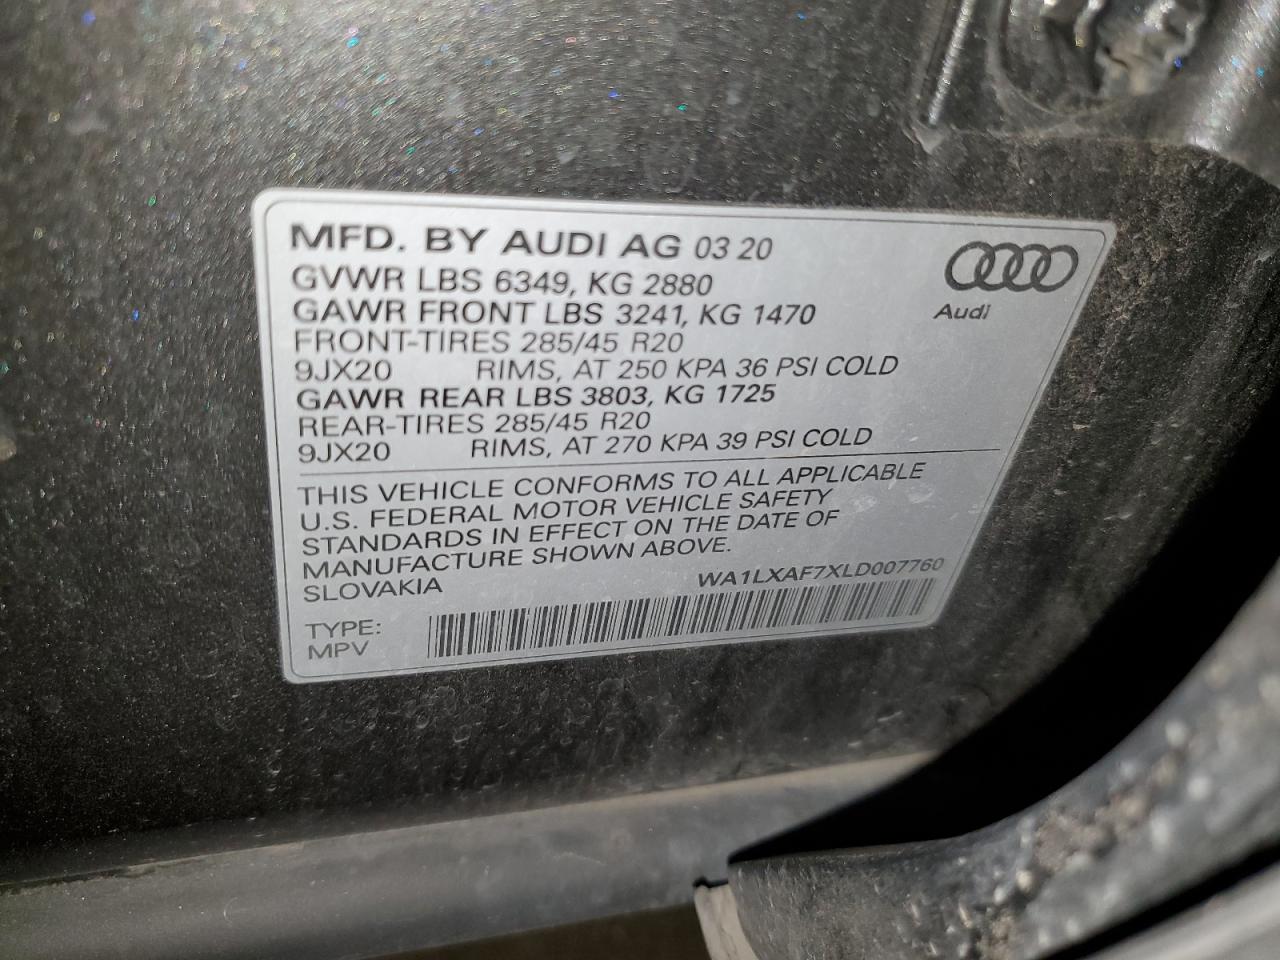 MFD. BY AUDI AG 03 20
GVWR LBS 6349, KG 2880
GAWR FRONT LBS 3241, KG 1470
FRONT-TIRES 285/45 R20
9JX20 RIMS, AT 250 KPA 36 PSI COLD
GAWR REAR LBS 3803, KG 1725
REAR-TIRES 285/45 R20
9JX20 RIMS, AT 270 KPA 39 PSI COLD
Audi
THIS VEHICLE CONFORMS TO ALL APPLICABLE
U.S. FEDERAL MOTOR VEHICLE SAFETY
STANDARDS IN EFFECT ON THE DATE OF
MANUFACTURE SHOWN ABOVE.
SLOVAKIA WA1LXAF7XLD007760
TYPE:
MPV